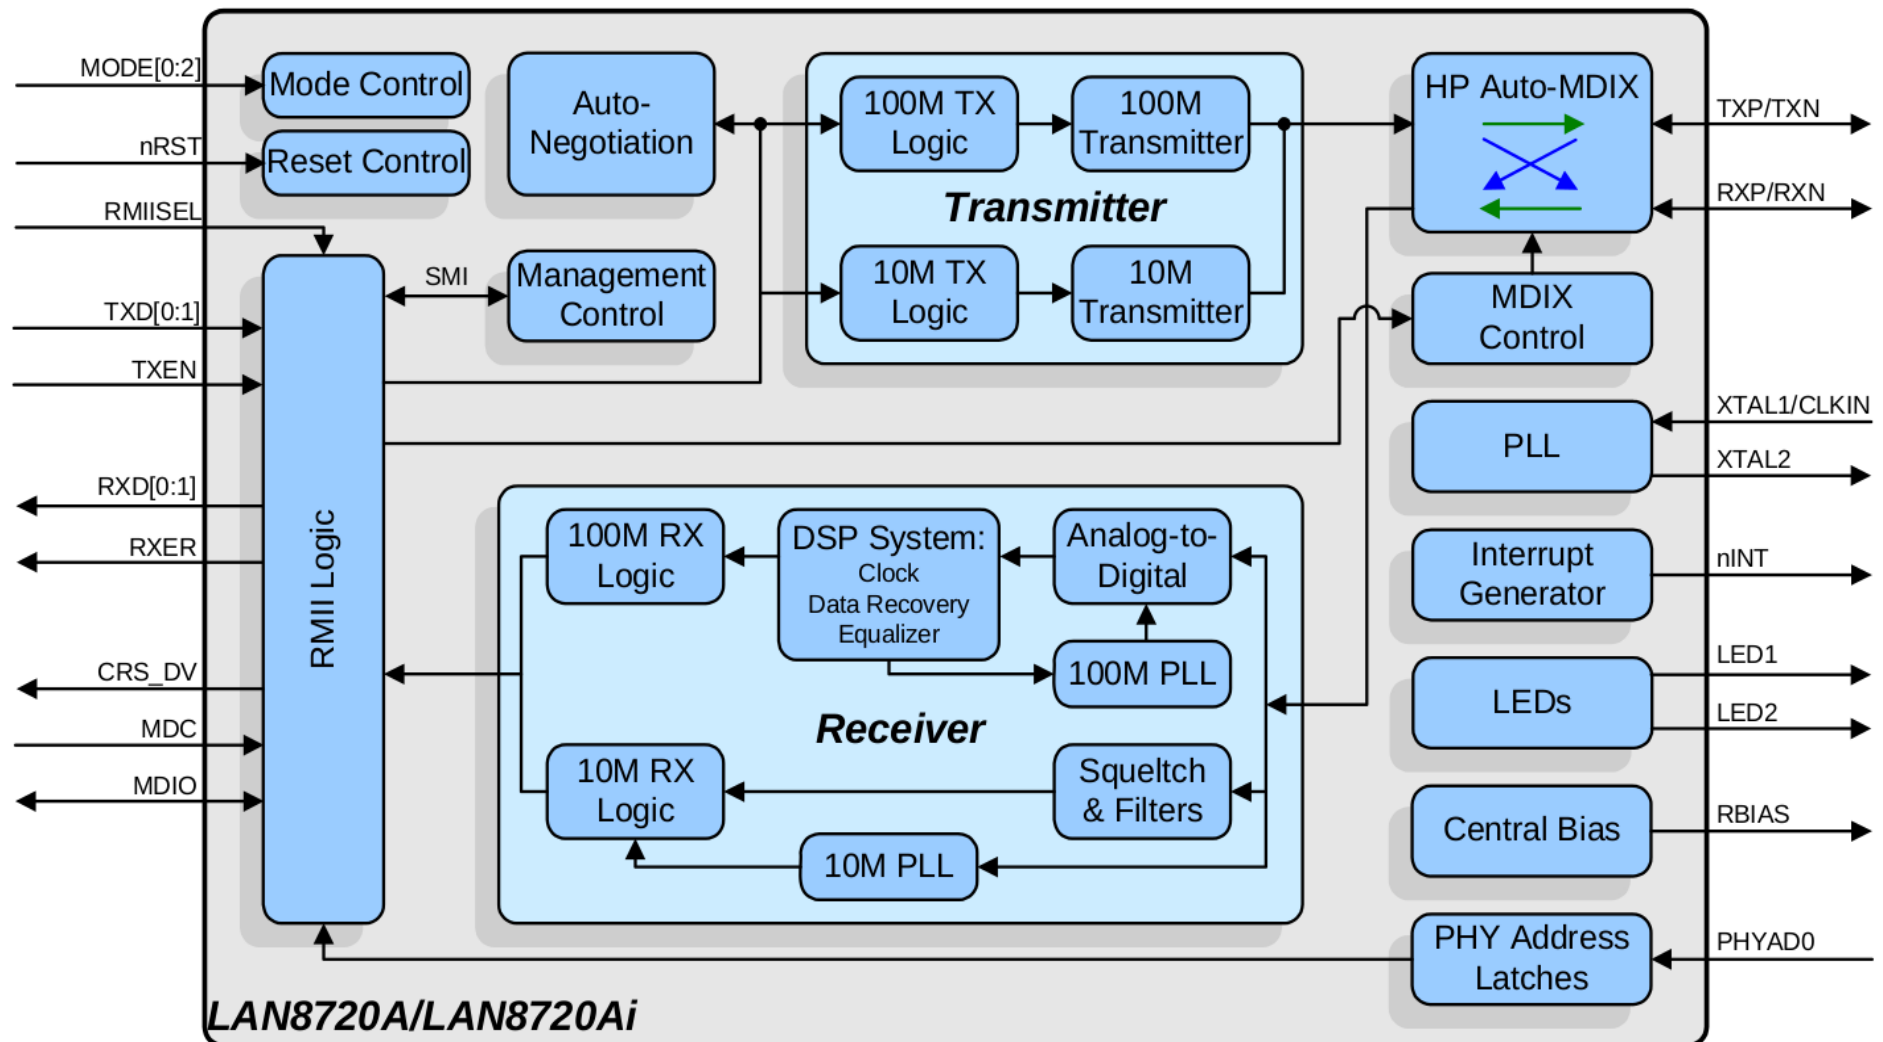 MODE[0:2]
nRST
RMIISEL
TXD[0:1]
TXEN
RXD[0:1]
RXER
CRS_DV
MDC
MDIO
Mode Control
Reset Control
RMII Logic
SMI
Auto-
Negotiation
Management
Control
100M TX
Logic
100M
Transmitter
Transmitter
10M TX
Logic
10M
Transmitter
HP Auto-MDIX
MDIX
Control
PLL
Interrupt
Generator
LEDs
Central Bias
PHY Address
Latches
100M RX
Logic
DSP System:
Clock
Data Recovery
Equalizer
Analog-to-
Digital
100M PLL
Receiver
10M RX
Logic
Squeltch
& Filters
10M PLL
TXP/TXN
RXP/RXN
XTAL1/CLKIN
XTAL2
nINT
LED1
LED2
RBIAS
PHYAD0
LAN8720A/LAN8720Ai